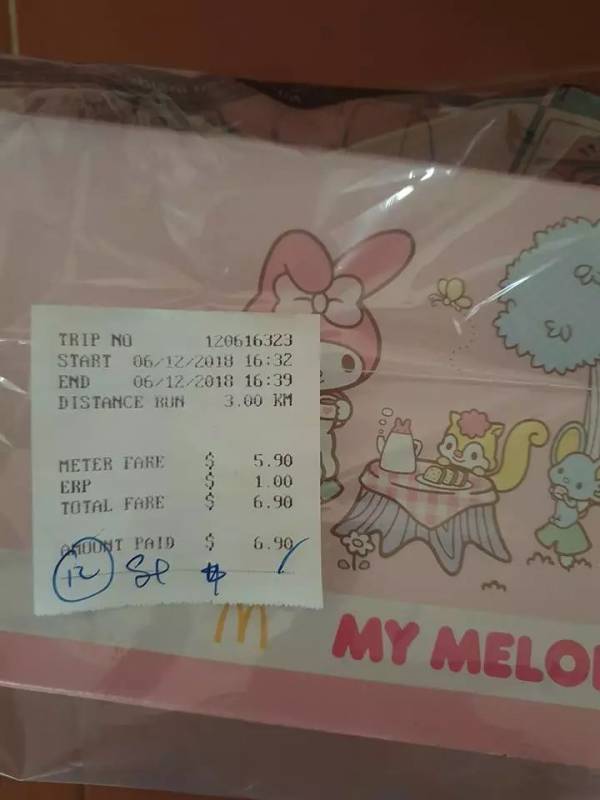 TRIP NO 120616323
START 06/12/2018 16:32
END 06/12/2018 16:39
DISTANCE RUN 3.00 KM
METER FARE $ 5.90
ERP $ 1.00
TOTAL FARE $ 6.90
AMOUNT PAID $ 6.90
12
MY MELO